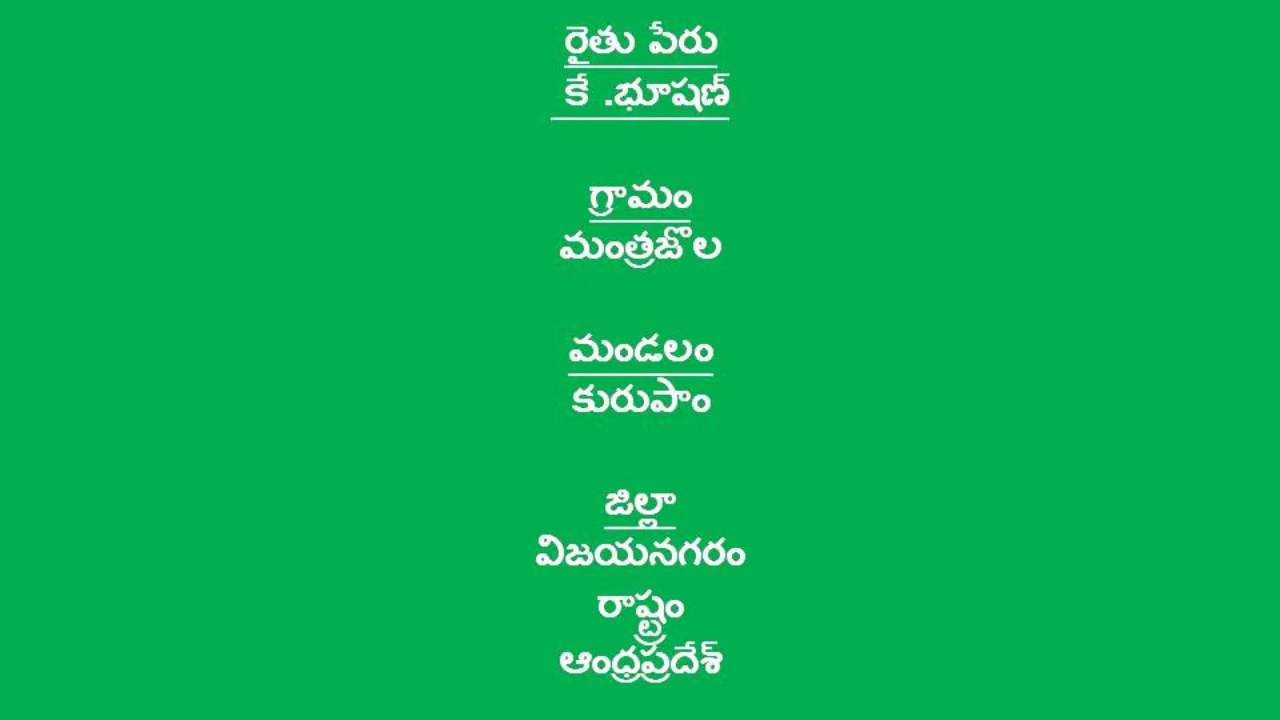 రైతు పేరు
కే .భూషణ్
గ్రామం
మంత్రజొల
మండలం
కురుపాం
జిల్లా
విజయనగరం
రాష్ట్రం
ఆంధ్రప్రదేశ్